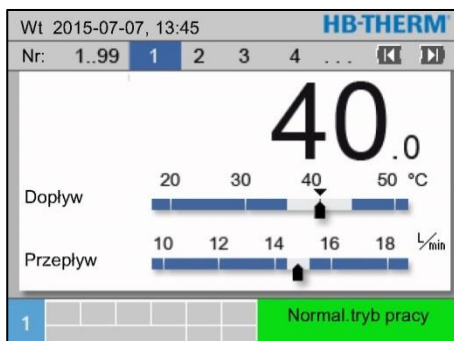 Wt 2015-07-07, 13:45 HB-THERM
Nr: 1..99 1 2 3 4 ...
40.0
20 30 40 50 °C
Dopływ
10 12 14 16 18 L/min
Przepływ
1 Normal.tryb pracy